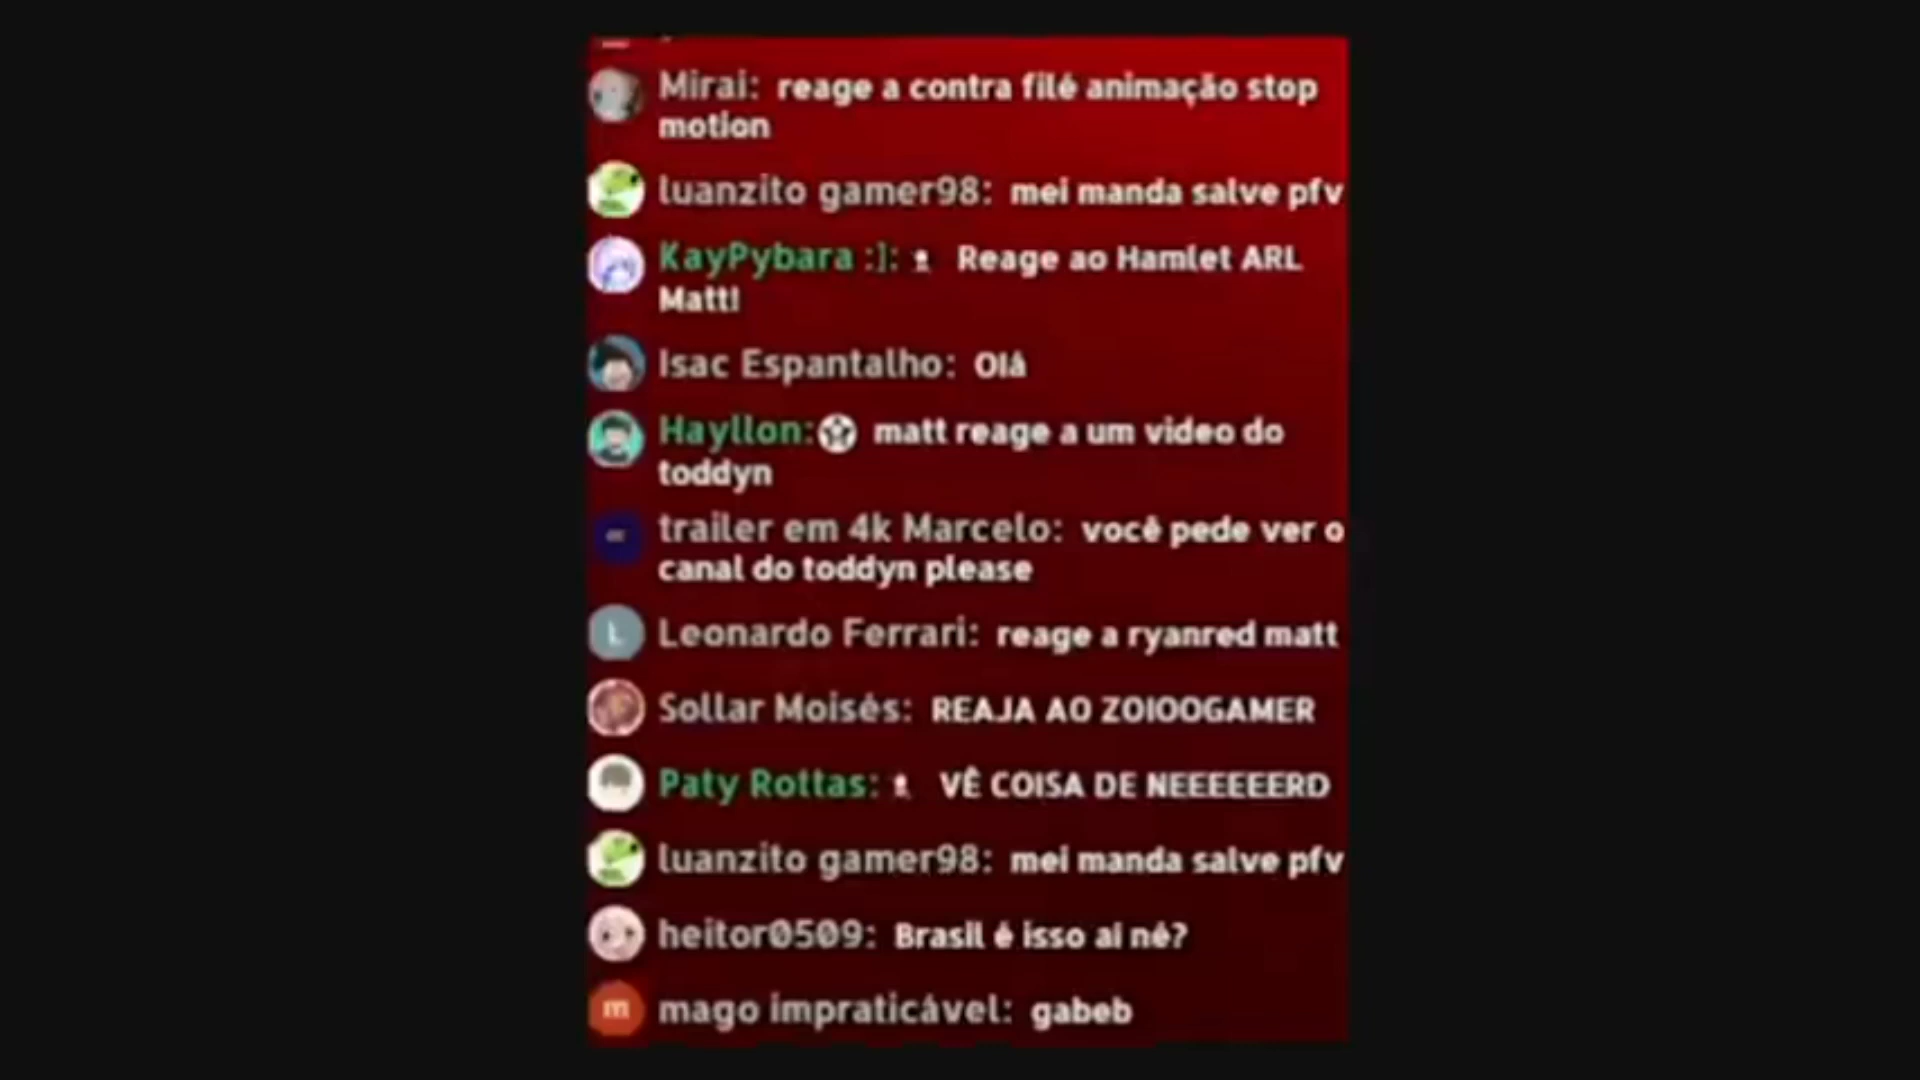 Mirai: reage a contra filé animação stop
motion
luanzito gamer98: mei manda salve pfv
KayPybara :]: Reage ao Hamlet ARL
Matt!
Isac Espantalho: Olá
Hayllon: matt reage a um video do
toddyn
trailer em 4k Marcelo: você pede ver o
canal do toddyn please
L
Leonardo Ferrari: reage a ryanred matt
Sollar Moisés: REAJA AO ZOIOOGAMER
Paty Rottas: VÊ COISA DE NEEEEEERD
luanzito gamer98: mei manda salve pfv
heitor0509: Brasil é isso ai né?
m
mago impraticável: gabeb